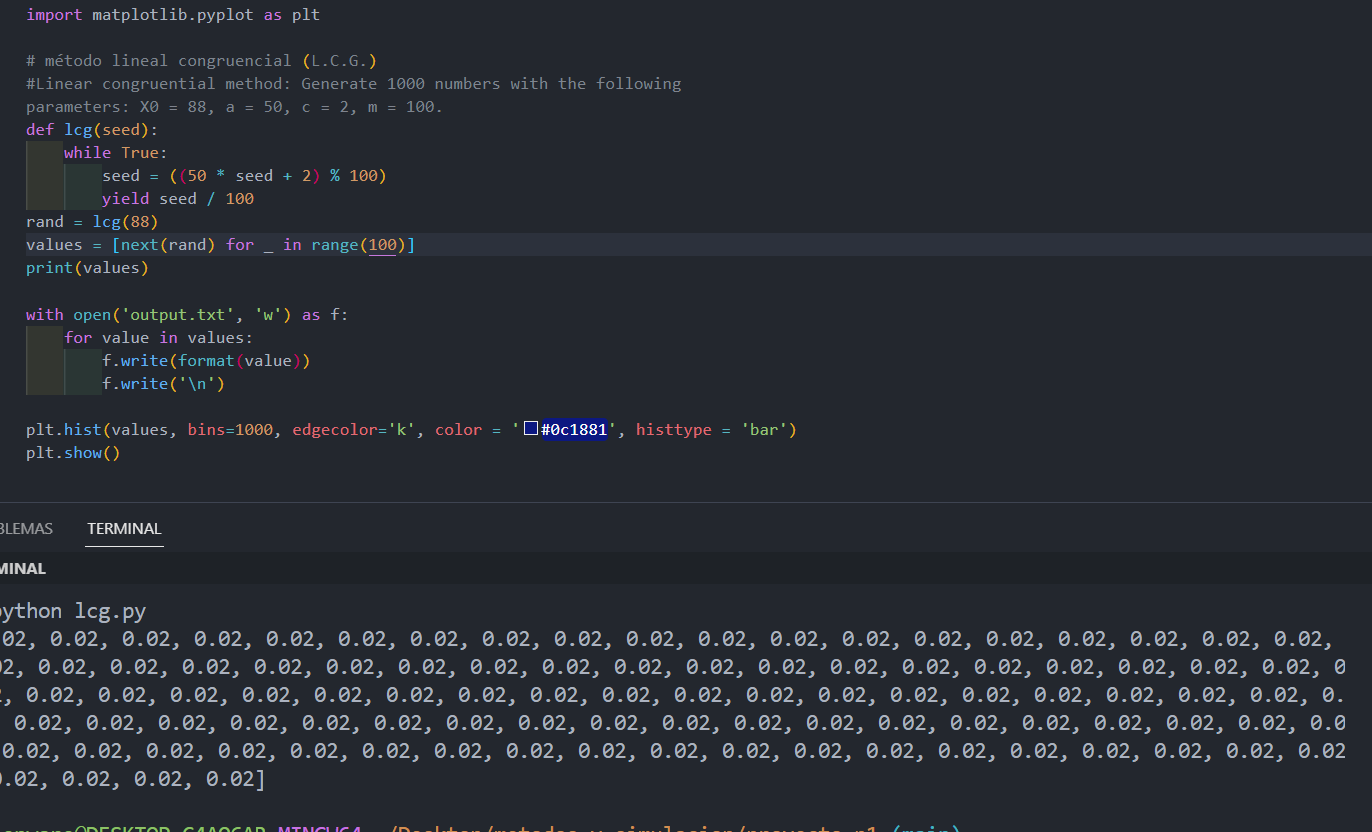 import matplotlib.pyplot as plt
# método lineal congruencial (L.C.G.)
#Linear congruential method: Generate 1000 numbers with the following
parameters: X0 = 88, a = 50, c = 2, m = 100.
def lcg(seed):
while True:
seed = ((50 * seed + 2) % 100)
yield seed / 100
rand = lcg(88)
values = [next(rand) for _ in range(100)]
print(values)
with open('output.txt', 'w') as f:
for value in values:
f.write(format(value))
f.write('\n')
plt.hist(values, bins=1000, edgecolor='k', color = '#0c1881', histtype = 'bar')
plt.show()
BLEMAS TERMINAL
MINAL
python lcg.py
02, 0.02, 0.02, 0.02, 0.02, 0.02, 0.02, 0.02, 0.02, 0.02, 0.02, 0.02, 0.02, 0.02, 0.02, 0.02, 0.02, 0.02, 0.02,
2, 0.02, 0.02, 0.02, 0.02, 0.02, 0.02, 0.02, 0.02, 0.02, 0.02, 0.02, 0.02, 0.02, 0.02, 0.02, 0.02, 0.02, 0.02, 0
, 0.02, 0.02, 0.02, 0.02, 0.02, 0.02, 0.02, 0.02, 0.02, 0.02, 0.02, 0.02, 0.02, 0.02, 0.02, 0.02, 0.02, 0.02, 0.
0.02, 0.02, 0.02, 0.02, 0.02, 0.02, 0.02, 0.02, 0.02, 0.02, 0.02, 0.02, 0.02, 0.02, 0.02, 0.02, 0.02, 0.02, 0.0
0.02, 0.02, 0.02, 0.02, 0.02, 0.02, 0.02, 0.02, 0.02, 0.02, 0.02, 0.02, 0.02, 0.02, 0.02, 0.02, 0.02, 0.02, 0.02
0.02, 0.02, 0.02, 0.02]